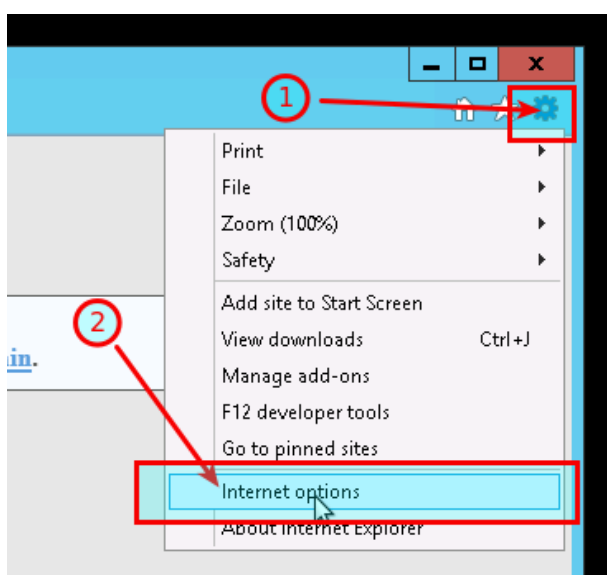 1
Print
File
Zoom (100%)
Safety
Add site to Start Screen
2
View downloads Ctrl+J
in.
Manage add-ons
F12 developer tools
Go to pinned sites
Internet options
About Internet Explorer